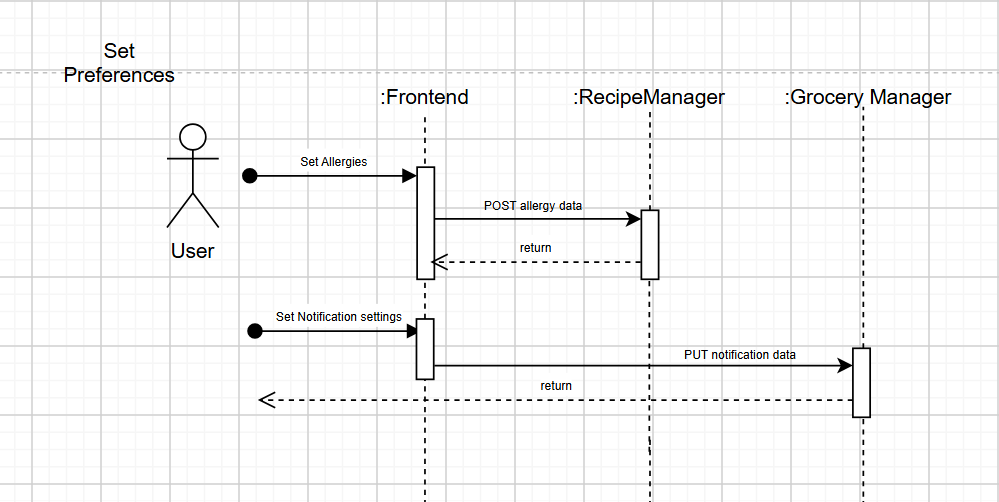 Set
Preferences
:Frontend
:RecipeManager
:Grocery Manager
Set Allergies
POST allergy data
return
User
Set Notification settings
PUT notification data
return